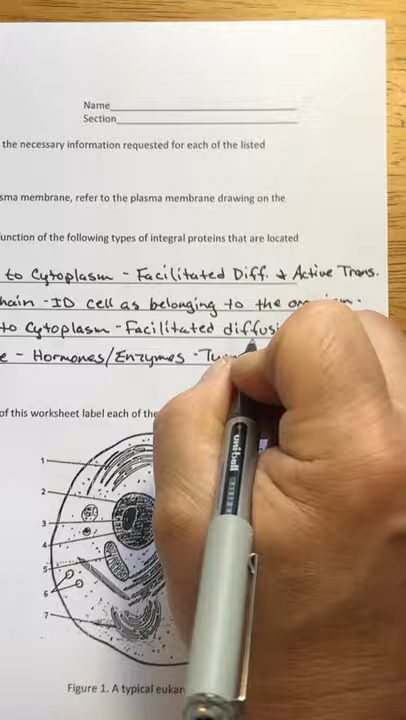 Name
Section
the necessary information requested for each of the listed
sma membrane, refer to the plasma membrane drawing on the
unction of the following types of integral proteins that are located
to Cytoplasm - Facilitated Diff. & Active Trans.
hain - ID cell as belonging to the
to Cytoplasm - Facilitated diffusi
e - Hormones/Enzymes -
of this worksheet label each of the
uni-ball
1
2
3
4
5
6
7
Figure 1. A typical eukar